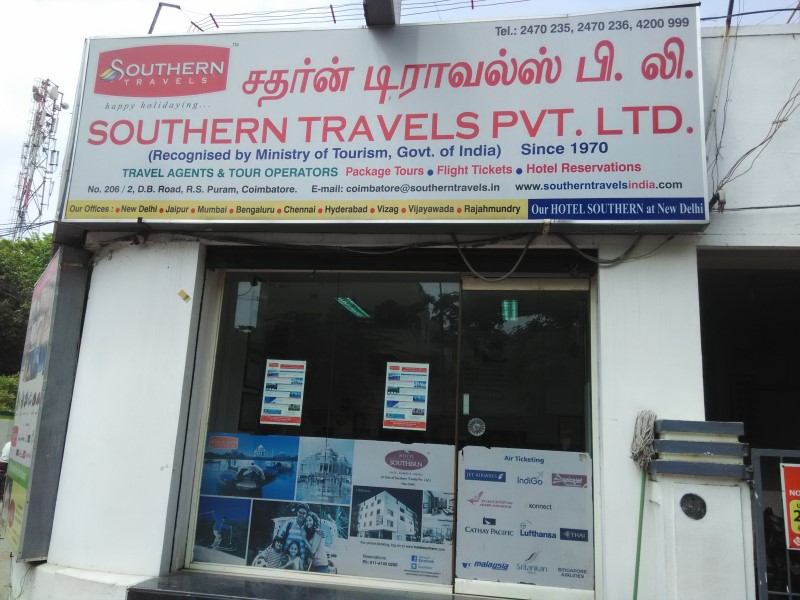 Tel.: 2470 235, 2470 236, 4200 999
SOUTHERN
TRAVELS
TM
happy holidaying...
சதர்ன் டிராவல்ஸ் பி. லி.
SOUTHERN TRAVELS PVT. LTD.
(Recognised by Ministry of Tourism, Govt. of India) Since 1970
TRAVEL AGENTS & TOUR OPERATORS Package Tours • Flight Tickets • Hotel Reservations
No. 206 / 2, D.B. Road, R.S. Puram, Coimbatore. E-mail: coimbatore@southerntravels.in www.southerntravelsindia.com
Our Offices : • New Delhi • Jaipur • Mumbai • Bengaluru • Chennai • Hyderabad • Vizag • Vijayawada • Rajahmundry Our HOTEL SOUTHERN at New Delhi
HOTEL
SOUTHERN
Air Ticketing
JET AIRWAYS IndiGo Spicejet
xonnect
CATHAY PACIFIC Lufthansa THAI
malaysia SriLankan SINGAPORE AIRLINES